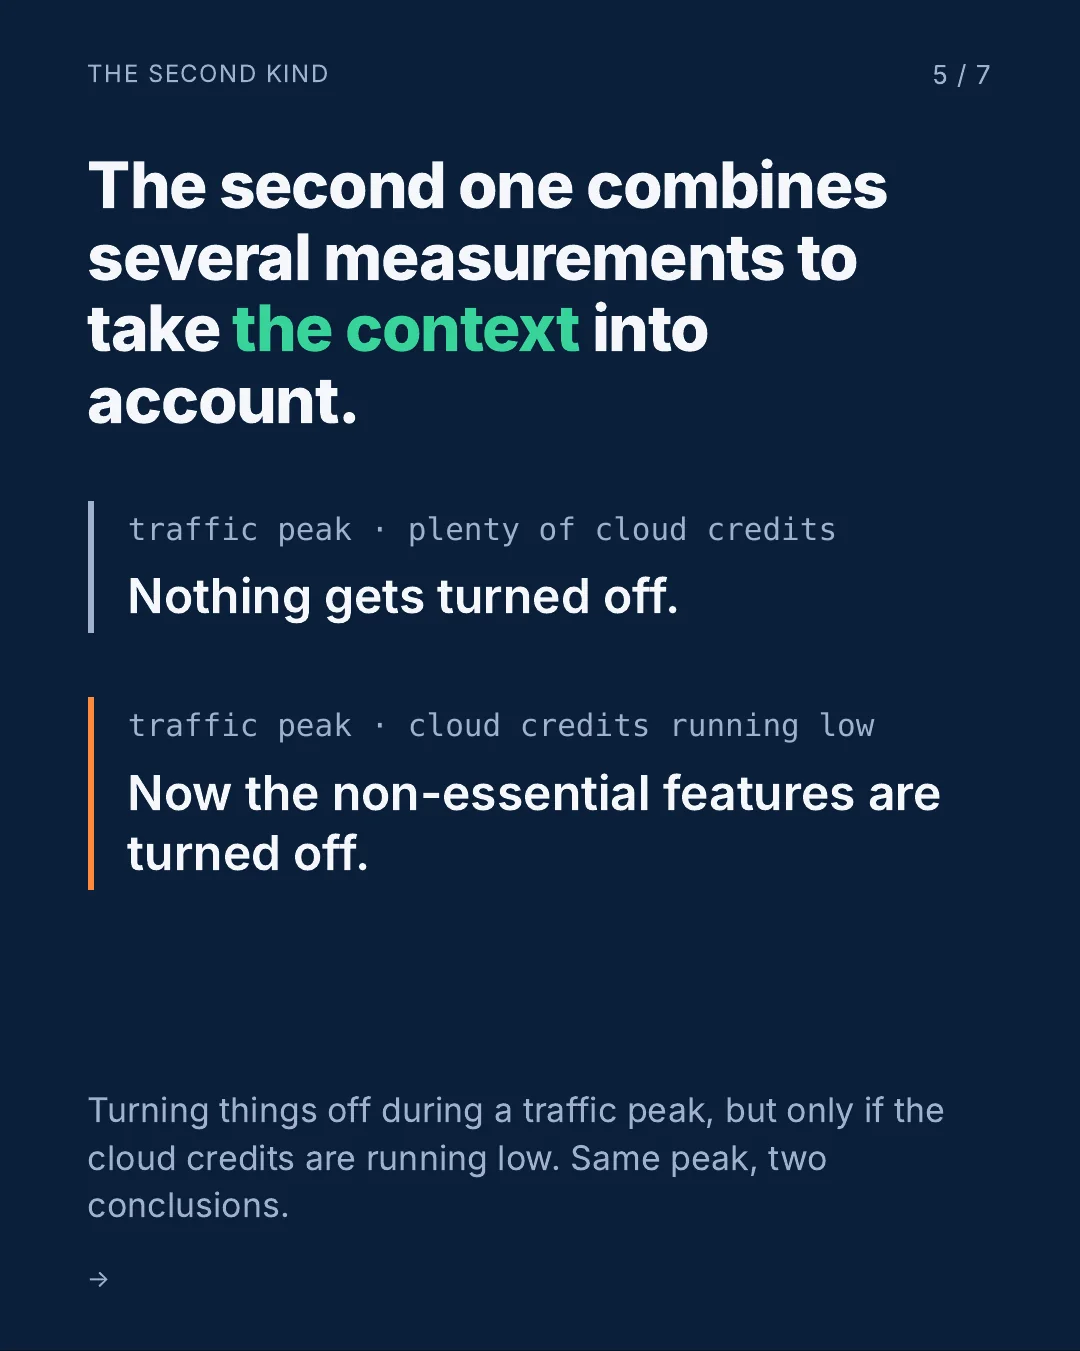 THE SECOND KIND
5 / 7
The second one combines
several measurements to
take the context into
account.
traffic peak · plenty of cloud credits
Nothing gets turned off.
traffic peak · cloud credits running low
Now the non-essential features are
turned off.
Turning things off during a traffic peak, but only if the
cloud credits are running low. Same peak, two
conclusions.
→